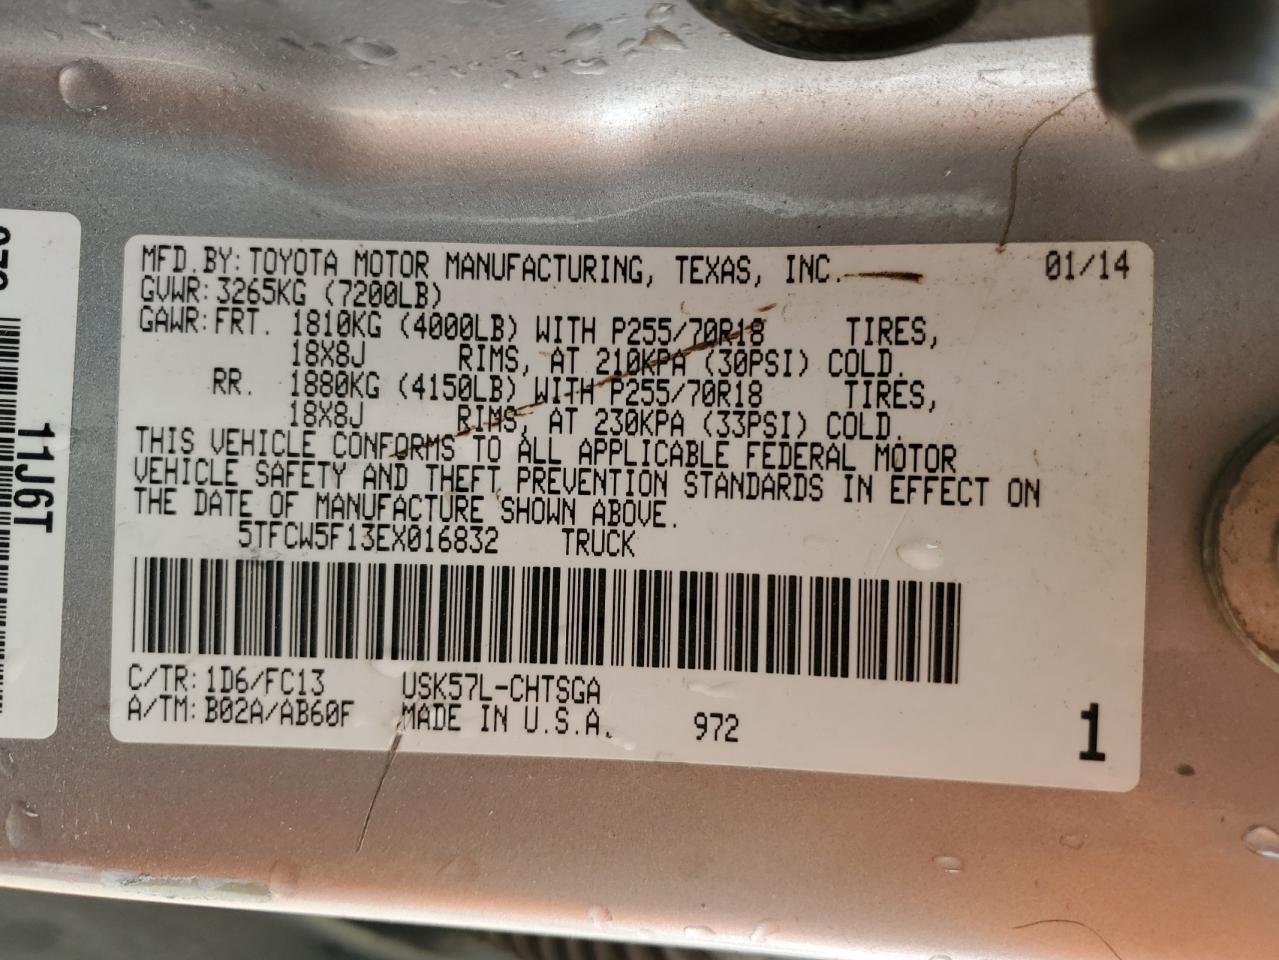 MFD. BY: TOYOTA MOTOR MANUFACTURING, TEXAS, INC. 01/14
GVWR: 3265KG (7200LB)
GAWR: FRT. 1810KG (4000LB) WITH P255/70R18 TIRES,
18X8J RIMS, AT 210KPA (30PSI) COLD.
RR. 1880KG (4150LB) WITH P255/70R18 TIRES,
18X8J RIMS, AT 230KPA (33PSI) COLD.
THIS VEHICLE CONFORMS TO ALL APPLICABLE FEDERAL MOTOR
VEHICLE SAFETY AND THEFT PREVENTION STANDARDS IN EFFECT ON
THE DATE OF MANUFACTURE SHOWN ABOVE.
5TFCW5F13EX016832 TRUCK
C/TR: 1D6/FC13 USK57L-CHTSGA
A/TM: B02A/AB60F MADE IN U.S.A. 972 1
11J6T